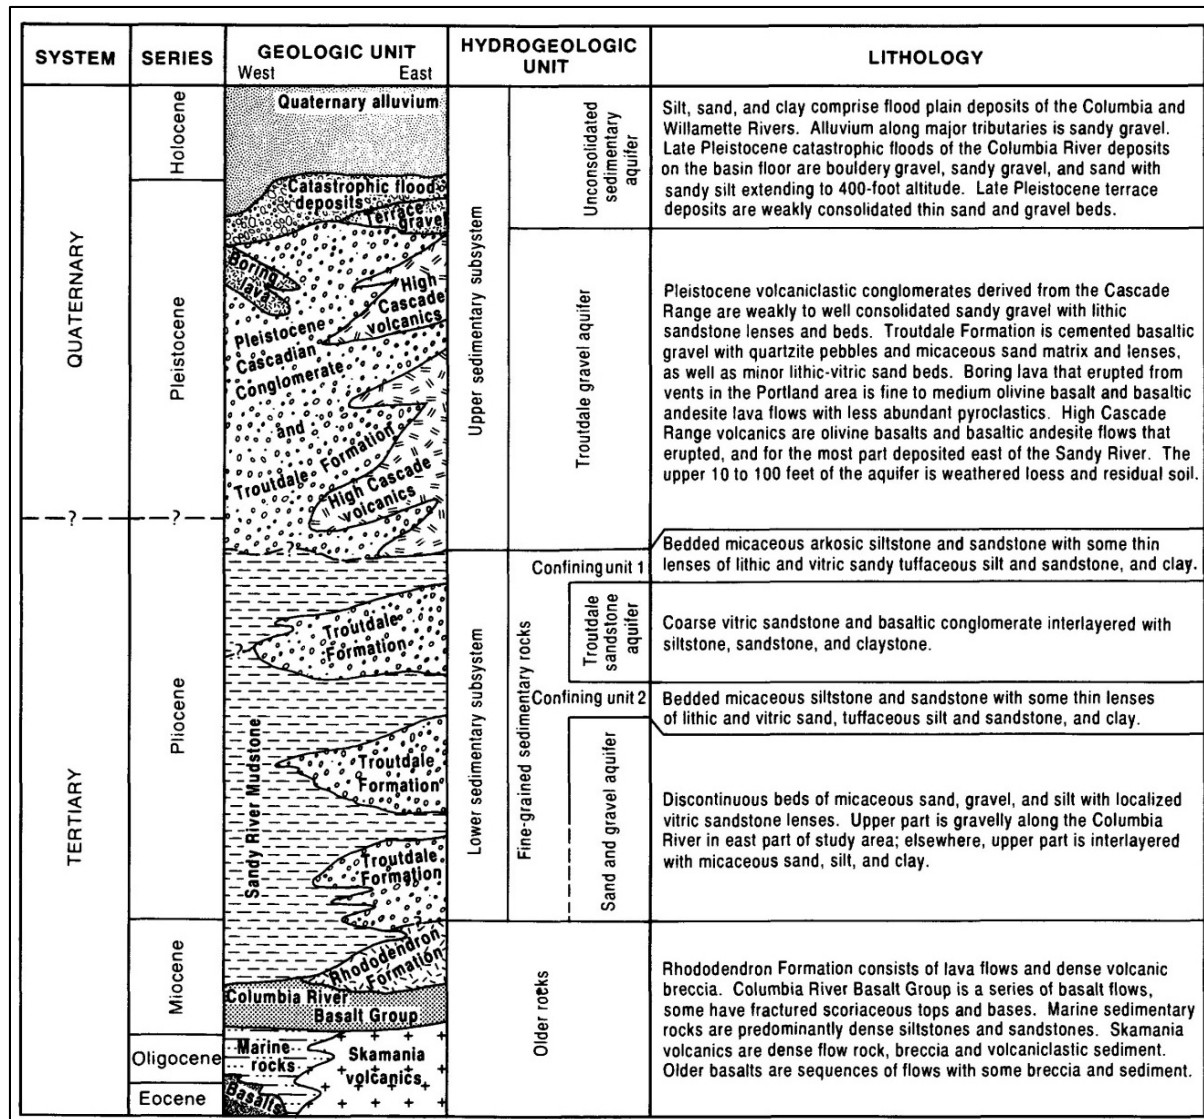 SYSTEM
SERIES
GEOLOGIC UNIT
West East
HYDROGEOLOGIC
UNIT
LITHOLOGY
QUATERNARY
TERTIARY
?
Holocene
Pleistocene
?
Pliocene
Miocene
Oligocene
Eocene
Quaternary alluvium
Catastrophic flood
deposits
Terrace
gravel
Boring
lava
High
Cascade
volcanics
Pleistocene
Cascadian
Conglomerate
and
Troutdale Formation
High Cascade
volcanics
?
Troutdale
Formation
?
Sandy River Mudstone
Troutdale
Formation
Troutdale
Formation
?
Rhododendron
Formation
Columbia River
Basalt Group
Marine
rocks
Skamania
volcanics
Basalts
Upper sedimentary subsystem
Lower sedimentary subsystem
Unconsolidated
sedimentary
aquifer
Troutdale gravel aquifer
Fine-grained sedimentary rocks
Confining unit 1
Troutdale
sandstone
aquifer
Confining unit 2
Sand and gravel aquifer
Older rocks
Silt, sand, and clay comprise flood plain deposits of the Columbia and
Willamette Rivers. Alluvium along major tributaries is sandy gravel.
Late Pleistocene catastrophic floods of the Columbia River deposits
on the basin floor are bouldery gravel, sandy gravel, and sand with
sandy silt extending to 400-foot altitude. Late Pleistocene terrace
deposits are weakly consolidated thin sand and gravel beds.
Pleistocene volcaniclastic conglomerates derived from the Cascade
Range are weakly to well consolidated sandy gravel with lithic
sandstone lenses and beds. Troutdale Formation is cemented basaltic
gravel with quartzite pebbles and micaceous sand matrix and lenses,
as well as minor lithic-vitric sand beds. Boring lava that erupted from
vents in the Portland area is fine to medium olivine basalt and basaltic
andesite lava flows with less abundant pyroclastics. High Cascade
Range volcanics are olivine basalts and basaltic andesite flows that
erupted, and for the most part deposited east of the Sandy River. The
upper 10 to 100 feet of the aquifer is weathered loess and residual soil.
Bedded micaceous arkosic siltstone and sandstone with some thin
lenses of lithic and vitric sandy tuffaceous silt and sandstone, and clay.
Coarse vitric sandstone and basaltic conglomerate interlayered with
siltstone, sandstone, and claystone.
Bedded micaceous siltstone and sandstone with some thin lenses
of lithic and vitric sand, tuffaceous silt and sandstone, and clay.
Discontinuous beds of micaceous sand, gravel, and silt with localized
vitric sandstone lenses. Upper part is gravelly along the Columbia
River in east part of study area; elsewhere, upper part is interlayered
with micaceous sand, silt, and clay.
Rhododendron Formation consists of lava flows and dense volcanic
breccia. Columbia River Basalt Group is a series of basalt flows,
some have fractured scoriaceous tops and bases. Marine sedimentary
rocks are predominantly dense siltstones and sandstones. Skamania
volcanics are dense flow rock, breccia and volcaniclastic sediment.
Older basalts are sequences of flows with some breccia and sediment.